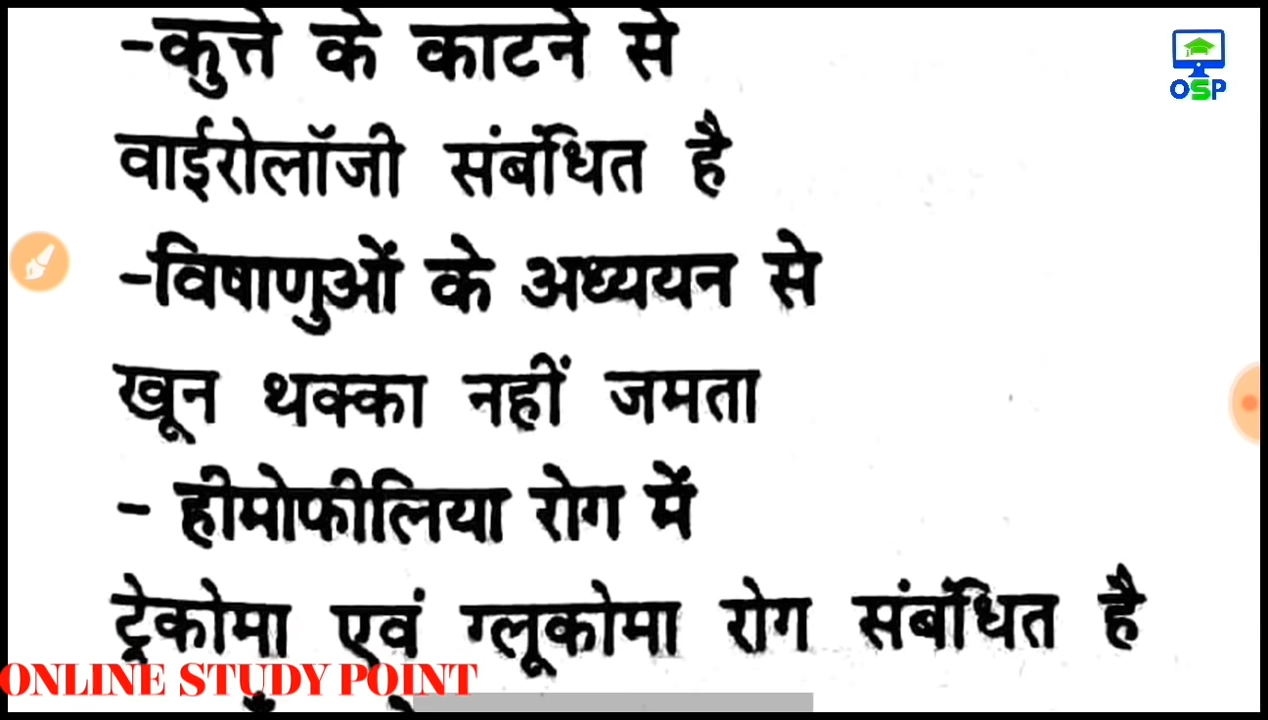 -कुत्ते के काटने से
OSP
वाईरोलॉजी संबंधित है
-विषाणुओं के अध्ययन से
खून थक्का नहीं जमता
- हीमोफीलिया रोग में
ट्रेकोमा एवं ग्लूकोमा रोग संबंधित है
ONLINE STUDY POINT